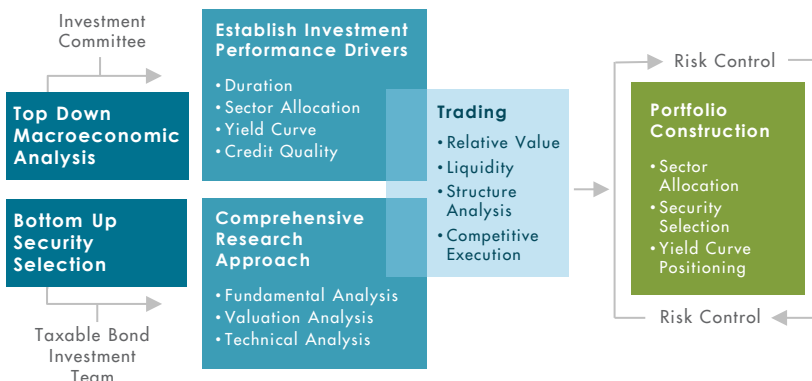 Investment
Committee
Top Down
Macroeconomic
Analysis
Bottom Up
Security
Selection
Taxable Bond
Investment
Team
Establish Investment
Performance Drivers
• Duration
• Sector Allocation
• Yield Curve
• Credit Quality
Comprehensive
Research
Approach
• Fundamental Analysis
• Valuation Analysis
• Technical Analysis
Trading
• Relative Value
• Liquidity
• Structure
Analysis
• Competitive
Execution
Risk Control
Portfolio
Construction
• Sector
Allocation
• Security
Selection
• Yield Curve
Positioning
Risk Control